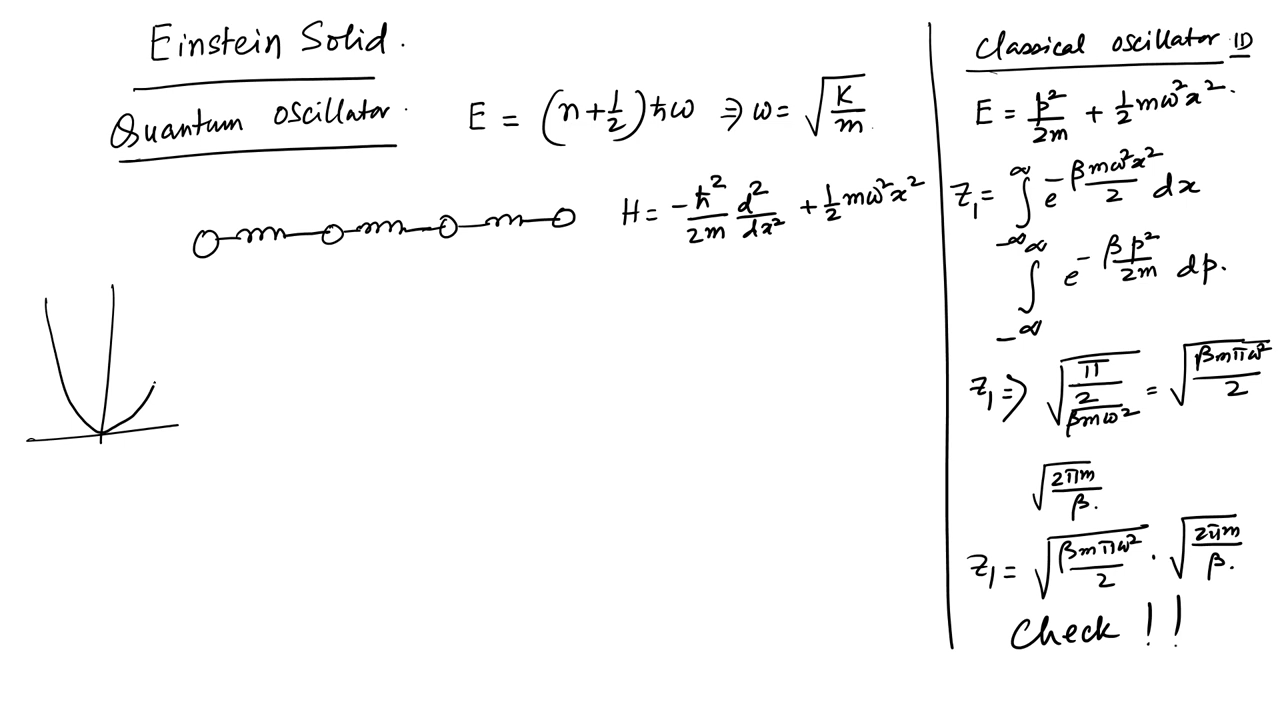 Einstein Solid.
Quantum oscillator.
E = (n+1/2)ħω ⇒ ω = √(K/m)
H = -ħ²/2m d²/dx² + 1/2 mω²x²
Classical oscillator 1D
E = p²/2m + 1/2 mω²x².
Z₁ = ∫_{-∞}^{∞} e^{-βmω²x²/2} dx
∫_{-∞}^{∞} e^{-βp²/2m} dp.
Z₁ ⇒ √(π/(2/βmω²)) = √(βmπω²/2)
√(2πm/β.)
Z₁ = √(βmπω²/2) . √(2πm/β.)
Check !!